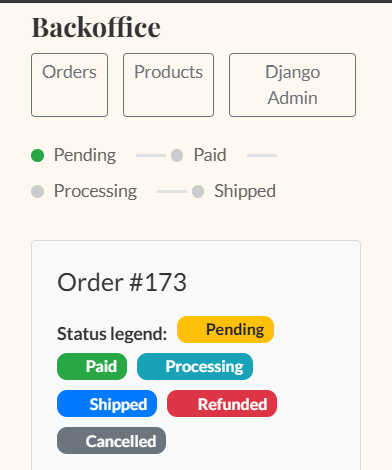 Backoffice
Orders Products Django
Admin
Pending Paid
Processing Shipped
Order #173
Status legend: Pending
Paid Processing
Shipped Refunded
Cancelled